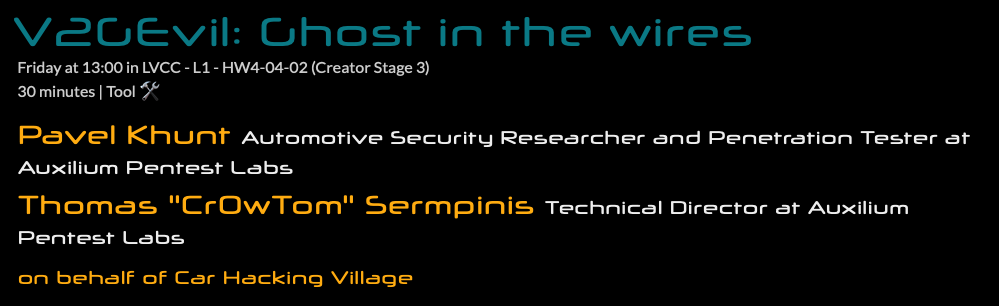 V2GEvil: Ghost in the wires
Friday at 13:00 in LVCC - L1 - HW4-04-02 (Creator Stage 3)
30 minutes | Tool 🛠
Pavel Khunt Automotive Security Researcher and Penetration Tester at
Auxilium Pentest Labs
Thomas "Cr0wTom" Sermpinis Technical Director at Auxilium
Pentest Labs
on behalf of Car Hacking Village